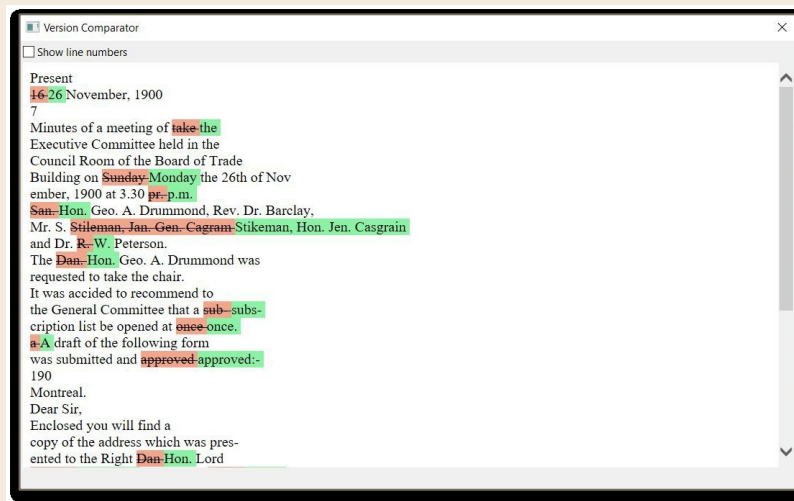 Version Comparator
Show line numbers
Present
16 26 November, 1900
7
Minutes of a meeting of take the
Executive Committee held in the
Council Room of the Board of Trade
Building on Sunday Monday the 26th of Nov
ember, 1900 at 3.30 pr. p.m.
San. Hon. Geo. A. Drummond, Rev. Dr. Barclay,
Mr. S. Stileman, Jan. Gen. Cagram Stikeman, Hon. Jen. Casgrain
and Dr. R. W. Peterson.
The Dan. Hon. Geo. A. Drummond was
requested to take the chair.
It was accided to recommend to
the General Committee that a sub- subs-
cription list be opened at once once.
a A draft of the following form
was submitted and approved approved:-
190
Montreal.
Dear Sir,
Enclosed you will find a
copy of the address which was pres-
ented to the Right Dan Hon. Lord